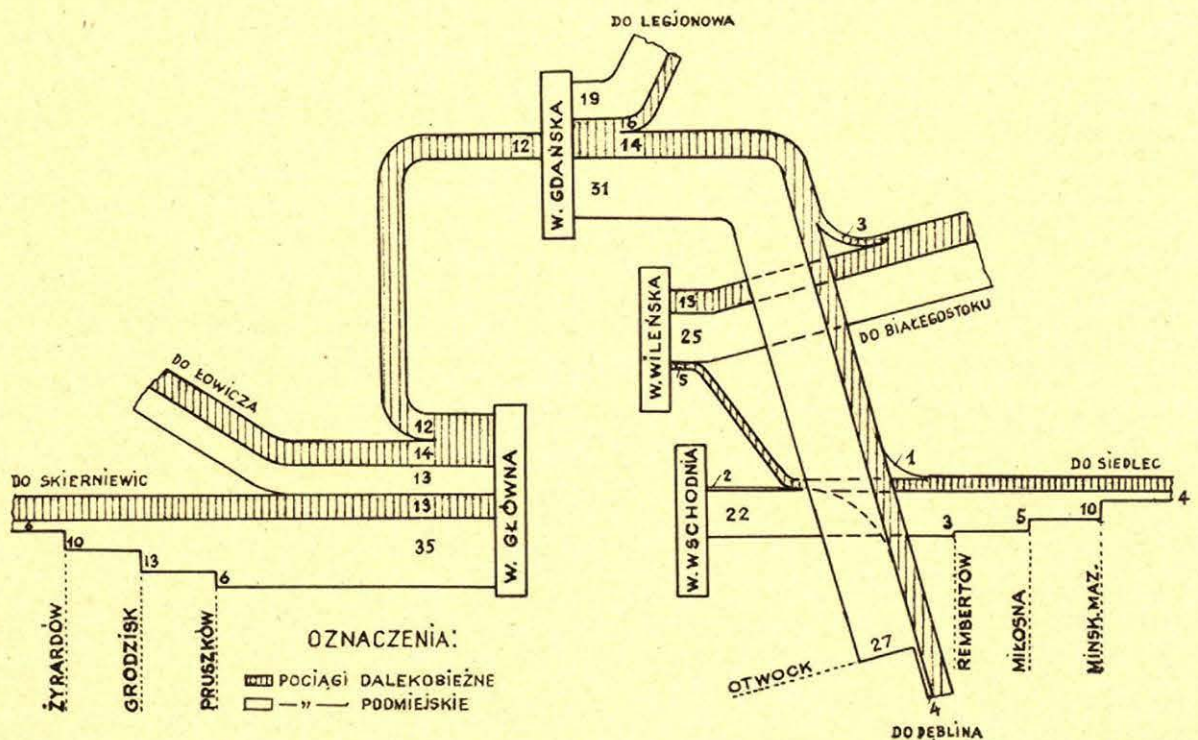 DO LEGJONOWA
19
6
12
14
W. GDAŃSKA
31
3
13
25
DO BIAŁEGOSTOKU
W. WILEŃSKA
5
DO ŁOWICZA
12
14
13
W. GŁÓWNA
DO SKIERNIEWIC
13
35
6
10
13
6
ŻYRARDÓW
GRODZISK
PRUSZKÓW
2
1
DO SIEDLEC
4
W. WSCHODNIA
22
3
5
10
REMBERTÓW
MIŁOSNA
MINSK. MAZ.
27
OTWOCK
4
DO DĘBLINA
OZNACZENIA:
POCIĄGI DALEKOBIEŻNE
—"— PODMIEJSKIE